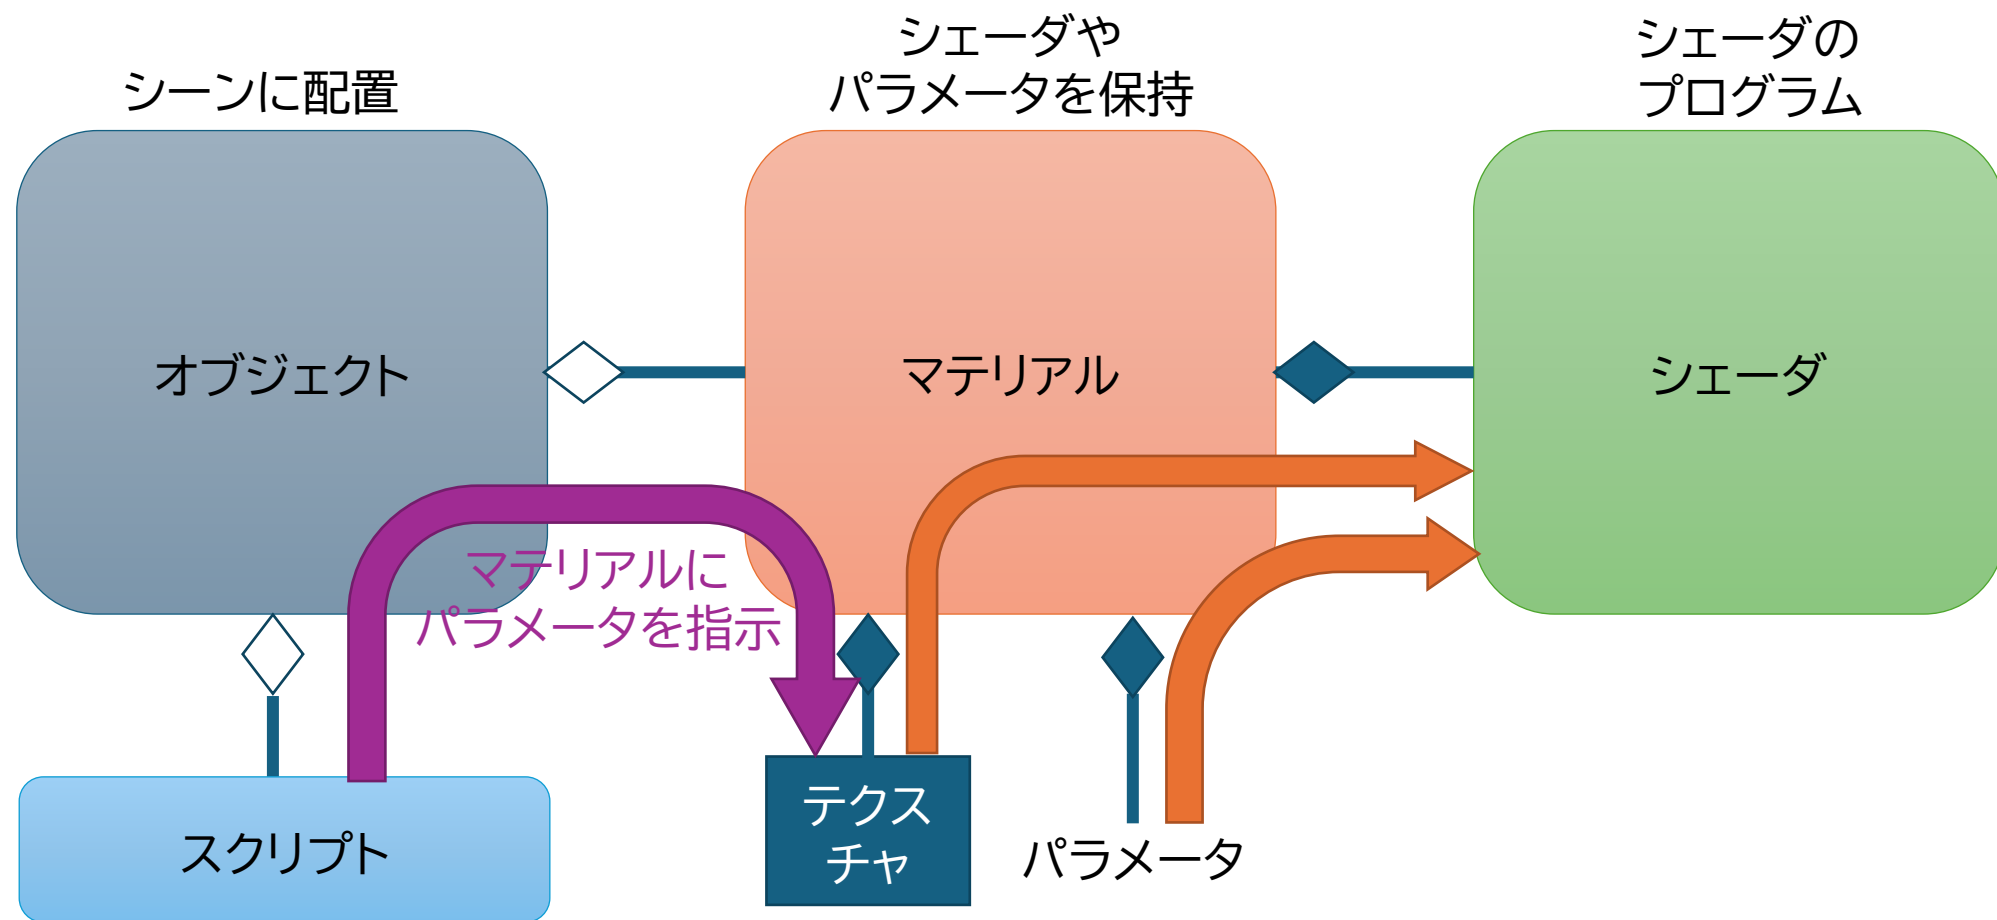 シーンに配置
シェーダや
パラメータを保持
シェーダの
プログラム
オブジェクト
マテリアル
シェーダ
マテリアルに
パラメータを指示
スクリプト
テクス
チャ
パラメータ